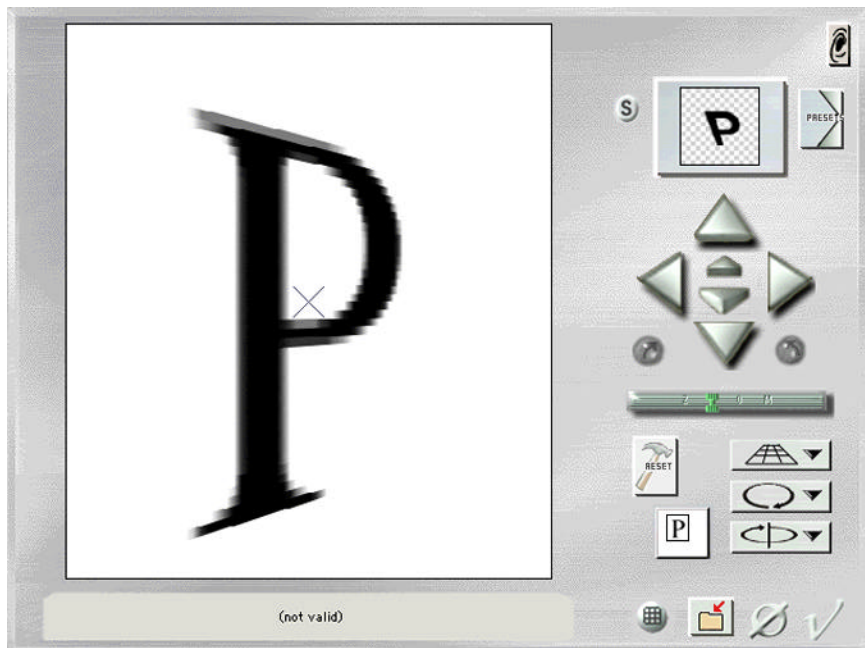 P
S
P
PRESETS
Z O M
RESET
P
(not valid)